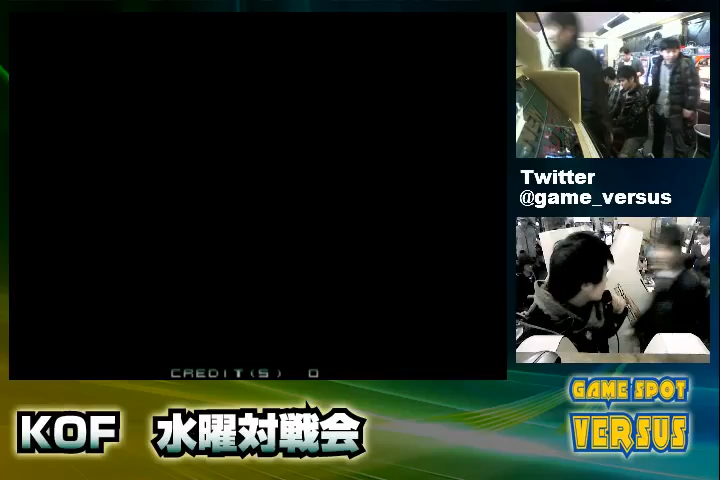 Twitter
@game_versus
CREDIT(S) 0
KOF 水曜対戦会
GAME SPOT
VERSUS